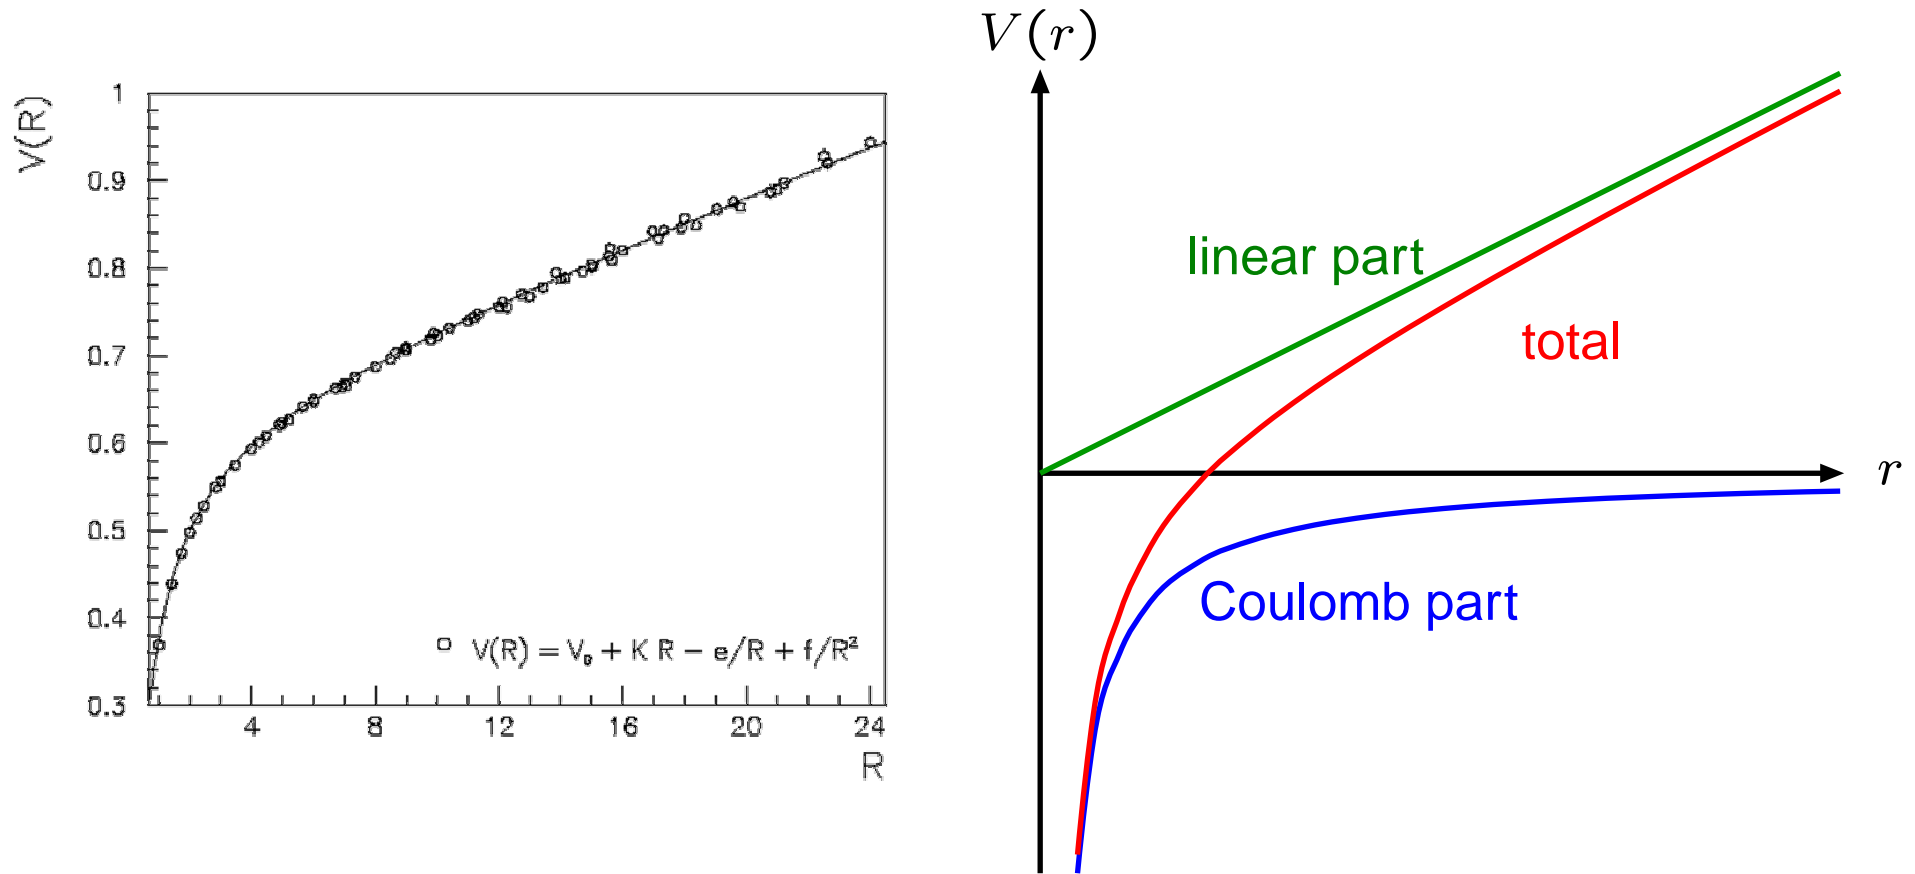 V(R)
1
0.9
0.8
0.7
0.6
0.5
0.4
0.3
4 8 12 16 20 24
R
V(R) = V₀ + K R − e/R + f/R²
V(r)
linear part
total
r
Coulomb part